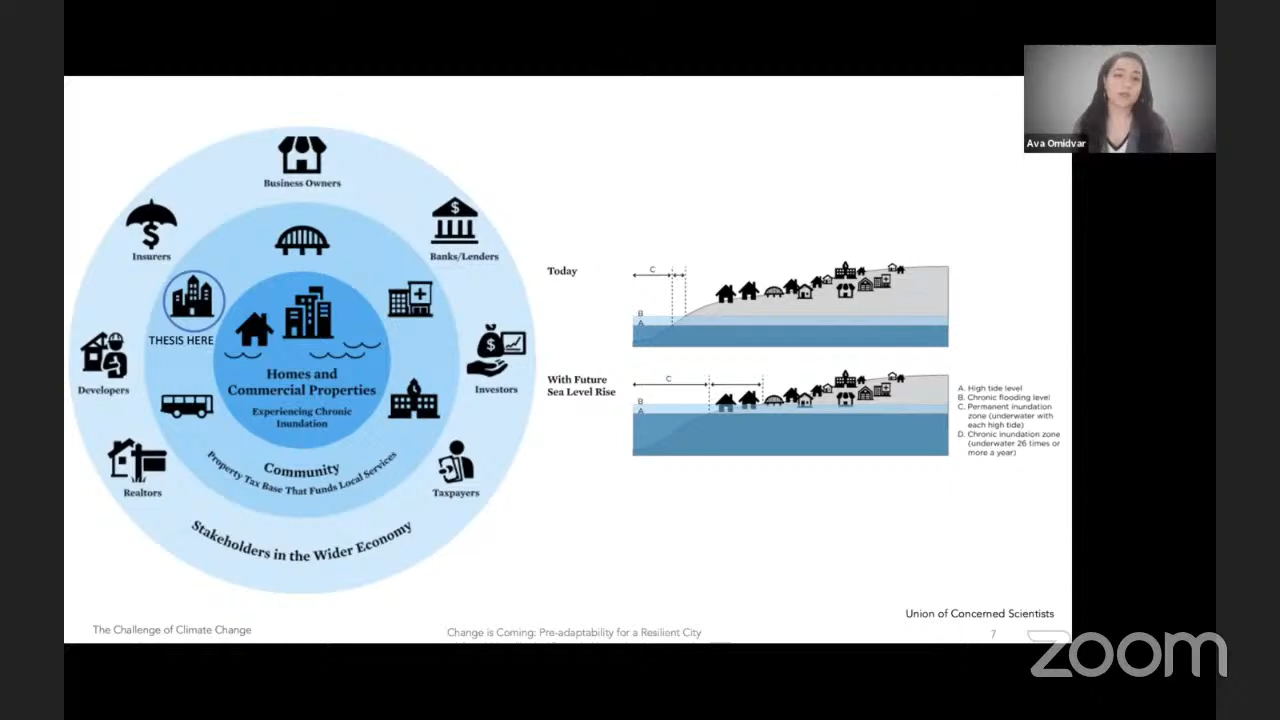 Ava Omidvar
Business Owners
Insurers
Banks/Lenders
THESIS HERE
Developers
Investors
Homes and
Commercial Properties
Experiencing Chronic
Inundation
Community
Property Tax Base That Funds Local Services
Realtors
Taxpayers
Stakeholders in the Wider Economy
Today
C
B
A
With Future
Sea Level Rise
C
B
A
A. High tide level
B. Chronic flooding level
C. Permanent inundation
zone (underwater with
each high tide)
D. Chronic inundation zone
(underwater 26 times or
more a year)
Union of Concerned Scientists
The Challenge of Climate Change
Change is Coming: Pre-adaptability for a Resilient City
7
zoom
$
$
$